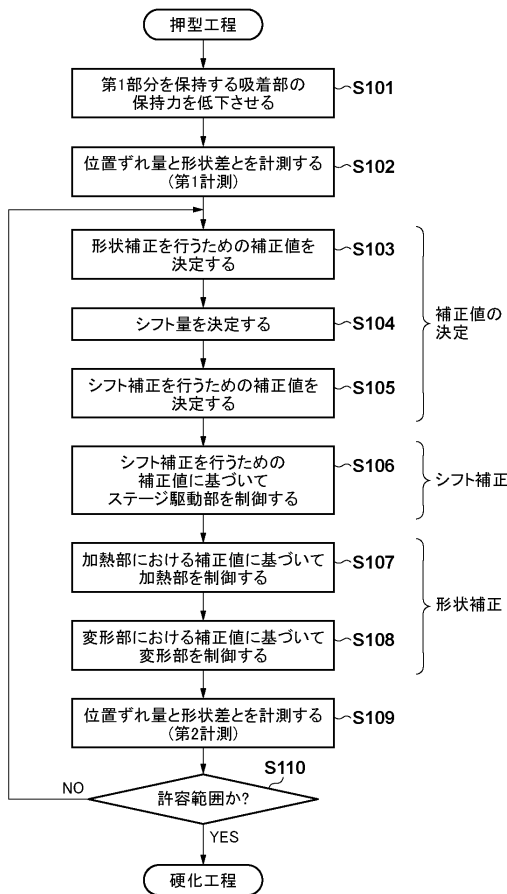 押型工程
第1部分を保持する吸着部の
保持力を低下させる
S101
位置ずれ量と形状差とを計測する
(第1計測)
S102
形状補正を行うための補正値を
決定する
S103
シフト量を決定する
S104
シフト補正を行うための補正値を
決定する
S105
補正値の
決定
シフト補正を行うための
補正値に基づいて
ステージ駆動部を制御する
S106
シフト補正
加熱部における補正値に基づいて
加熱部を制御する
S107
変形部における補正値に基づいて
変形部を制御する
S108
形状補正
位置ずれ量と形状差とを計測する
(第2計測)
S109
S110
許容範囲か?
NO
YES
硬化工程